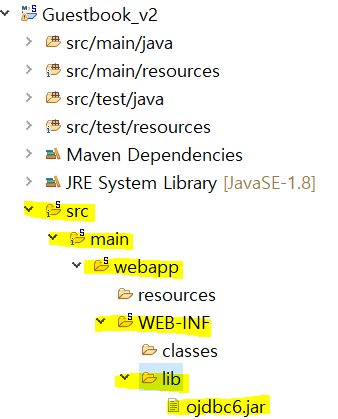 Guestbook_v2
src/main/java
src/main/resources
src/test/java
src/test/resources
Maven Dependencies
JRE System Library [JavaSE-1.8]
src
main
webapp
resources
WEB-INF
classes
lib
ojdbc6.jar